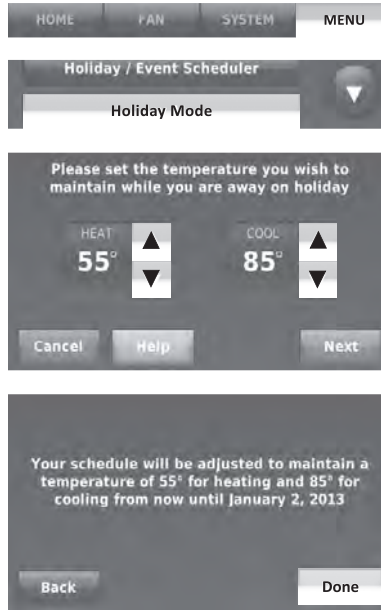 HOME FAN SYSTEM MENU
Holiday / Event Scheduler
Holiday Mode
Please set the temperature you wish to
maintain while you are away on holiday
HEAT COOL
55° 85°
Cancel Help Next
Your schedule will be adjusted to maintain a
temperature of 55° for heating and 85° for
cooling from now until January 2, 2013
Back Done